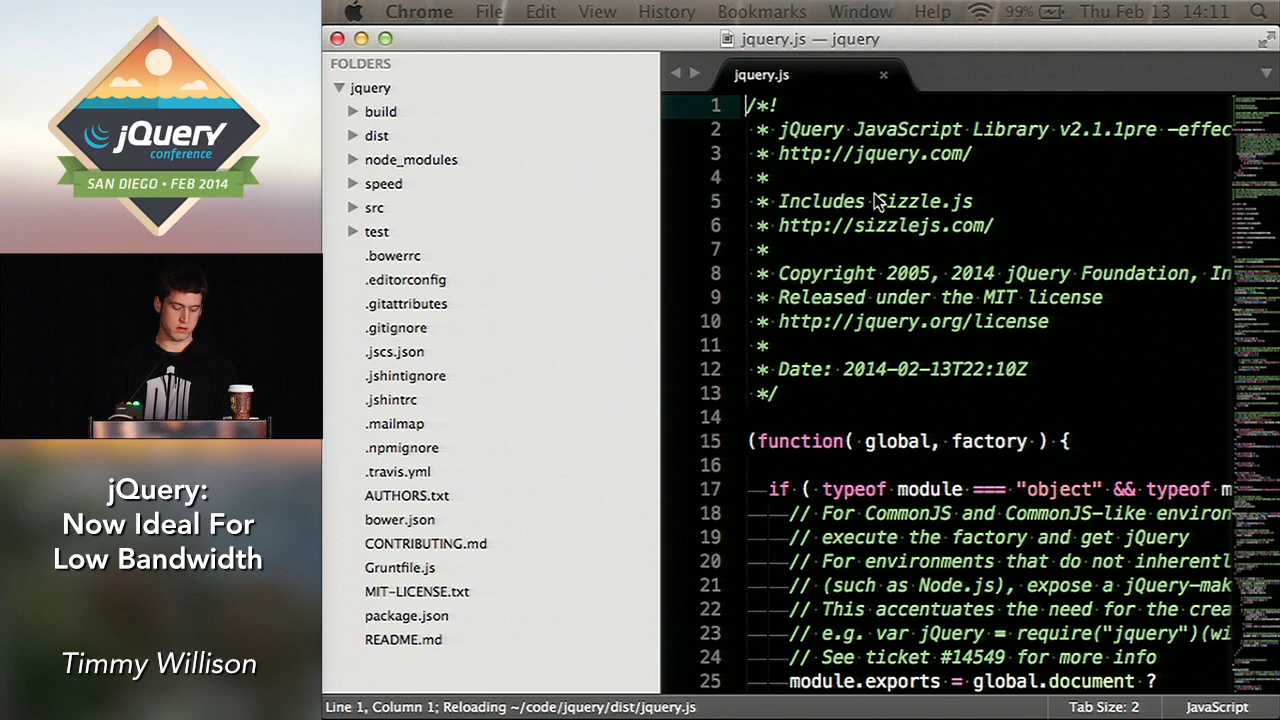 Chrome File Edit View History Bookmarks Window Help 99% Thu Feb 13 14:11
jquery.js — jquery
jQuery
conference
SAN DIEGO • FEB 2014
jQuery:
Now Ideal For
Low Bandwidth
Timmy Willison
FOLDERS
jquery
build
dist
node_modules
speed
src
test
.bowerrc
.editorconfig
.gitattributes
.gitignore
.jscs.json
.jshintignore
.jshintrc
.mailmap
.npmignore
.travis.yml
AUTHORS.txt
bower.json
CONTRIBUTING.md
Gruntfile.js
MIT-LICENSE.txt
package.json
README.md
jquery.js
1 /*!
2 * jQuery JavaScript Library v2.1.1pre -effec
3 * http://jquery.com/
4 *
5 * Includes Sizzle.js
6 * http://sizzlejs.com/
7 *
8 * Copyright 2005, 2014 jQuery Foundation, In
9 * Released under the MIT license
10 * http://jquery.org/license
11 *
12 * Date: 2014-02-13T22:10Z
13 */
14
15 (function( global, factory ) {
16
17 if ( typeof module === "object" && typeof m
18 // For CommonJS and CommonJS-like environ
19 // execute the factory and get jQuery
20 // For environments that do not inherentl
21 // (such as Node.js), expose a jQuery-mak
22 // This accentuates the need for the crea
23 // e.g. var jQuery = require("jquery")(wi
24 // See ticket #14549 for more info
25 module.exports = global.document ?
Line 1, Column 1; Reloading ~/code/jquery/dist/jquery.js
Tab Size: 2
JavaScript